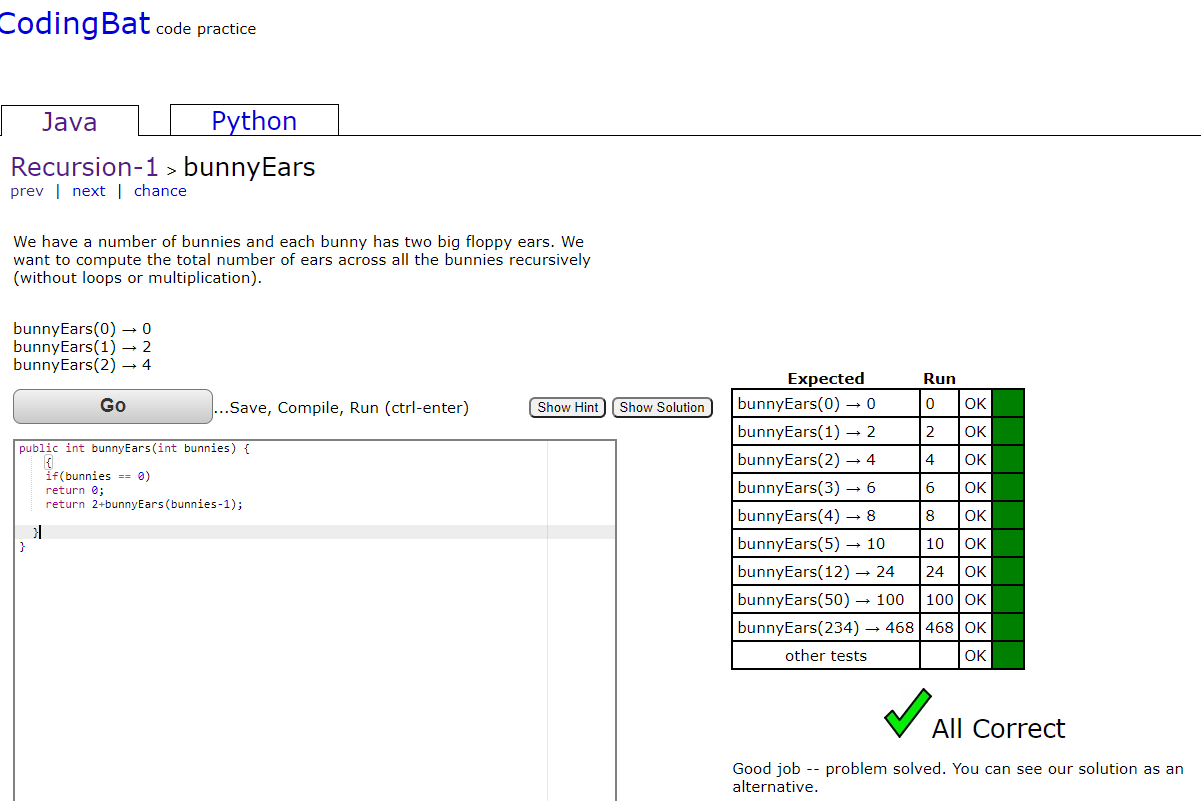 CodingBat code practice
Java
Python
Recursion-1 > bunnyEars
prev | next | chance
We have a number of bunnies and each bunny has two big floppy ears. We
want to compute the total number of ears across all the bunnies recursively
(without loops or multiplication).
bunnyEars(0) → 0
bunnyEars(1) → 2
bunnyEars(2) → 4
Go
...Save, Compile, Run (ctrl-enter)
Show Hint
Show Solution
public int bunnyEars(int bunnies) {
{
if(bunnies == 0)
return 0;
return 2+bunnyEars(bunnies-1);
}
}
Expected Run
bunnyEars(0) → 0 0 OK
bunnyEars(1) → 2 2 OK
bunnyEars(2) → 4 4 OK
bunnyEars(3) → 6 6 OK
bunnyEars(4) → 8 8 OK
bunnyEars(5) → 10 10 OK
bunnyEars(12) → 24 24 OK
bunnyEars(50) → 100 100 OK
bunnyEars(234) → 468 468 OK
other tests OK
All Correct
Good job -- problem solved. You can see our solution as an
alternative.